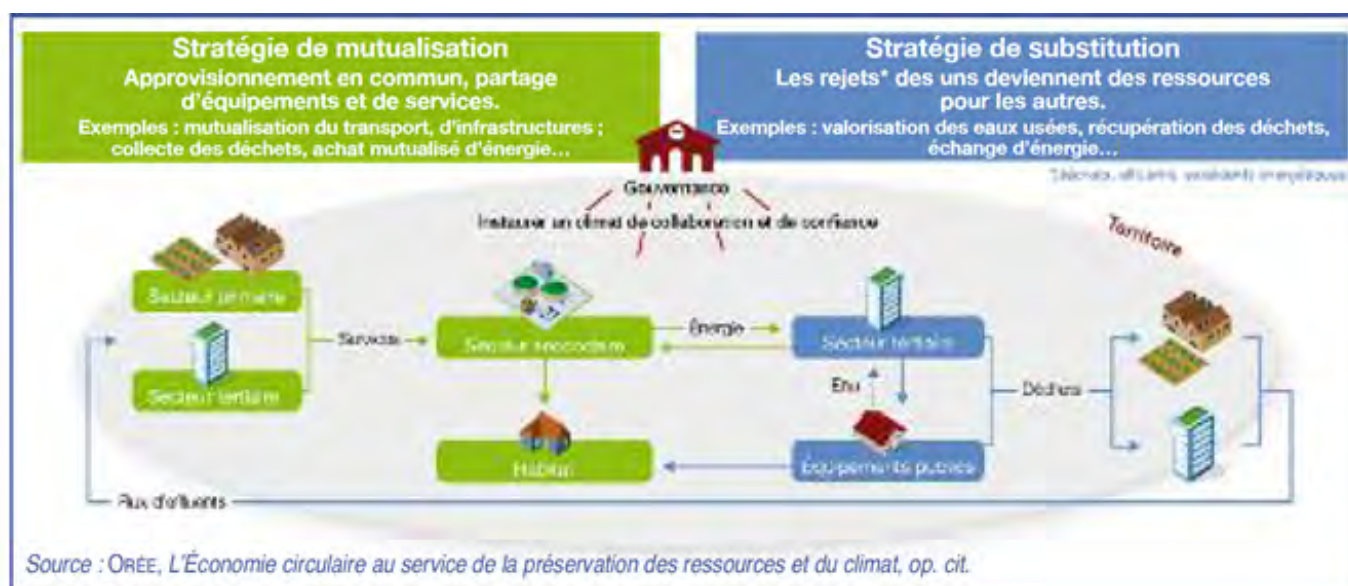 Stratégie de mutualisation
Approvisionnement en commun, partage
d'équipements et de services.
Exemples : mutualisation du transport, d'infrastructures ;
collecte des déchets, achat mutualisé d'énergie…
Stratégie de substitution
Les rejets* des uns deviennent des ressources
pour les autres.
Exemples : valorisation des eaux usées, récupération des déchets,
échange d'énergie…
*déchets, effluents, excédents énergétiques
Gouvernance
Instaurer un climat de collaboration et de confiance
Territoire
Secteur primaire
Secteur tertiaire
Services
Secteur secondaire
Énergie
Secteur tertiaire
Eau
Habitat
Équipements publics
Déchets
Flux d'effluents
Source : ORÉE, L'Économie circulaire au service de la préservation des ressources et du climat, op. cit.